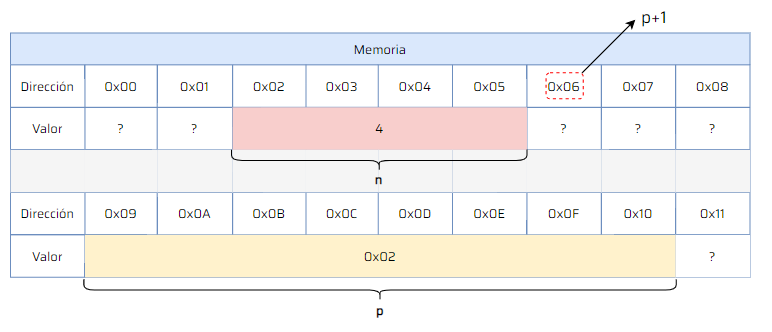 p+1
Memoria
Dirección 0x00 0x01 0x02 0x03 0x04 0x05 0x06 0x07 0x08
Valor ? ? 4 ? ? ?
n
Dirección 0x09 0x0A 0x0B 0x0C 0x0D 0x0E 0x0F 0x10 0x11
Valor 0x02 ?
p